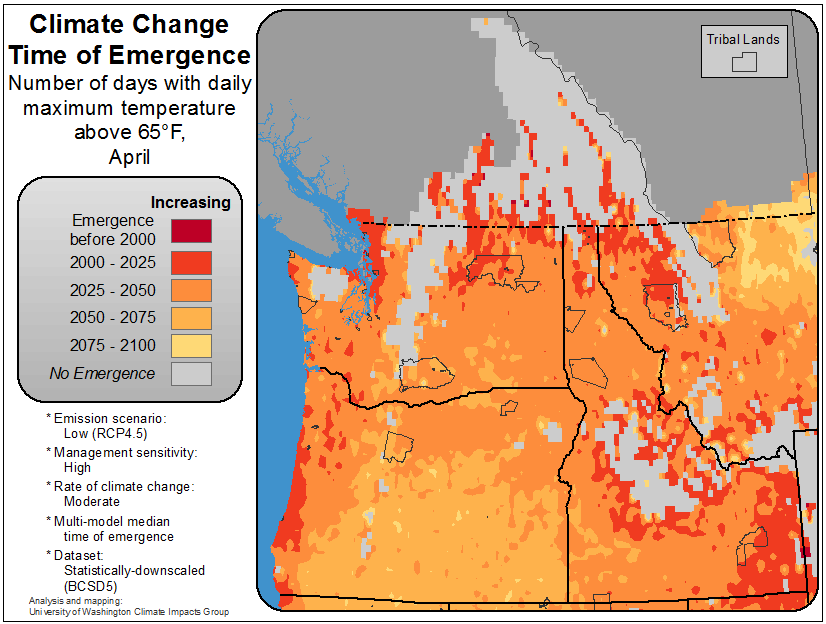 Climate Change
Time of Emergence
Number of days with daily
maximum temperature
above 65°F,
April
Increasing
Emergence
before 2000
2000 - 2025
2025 - 2050
2050 - 2075
2075 - 2100
No Emergence
* Emission scenario:
Low (RCP4.5)
* Management sensitivity:
High
* Rate of climate change:
Moderate
* Multi-model median
time of emergence
* Dataset:
Statistically-downscaled
(BCSD5)
Analysis and mapping:
University of Washington Climate Impacts Group
Tribal Lands